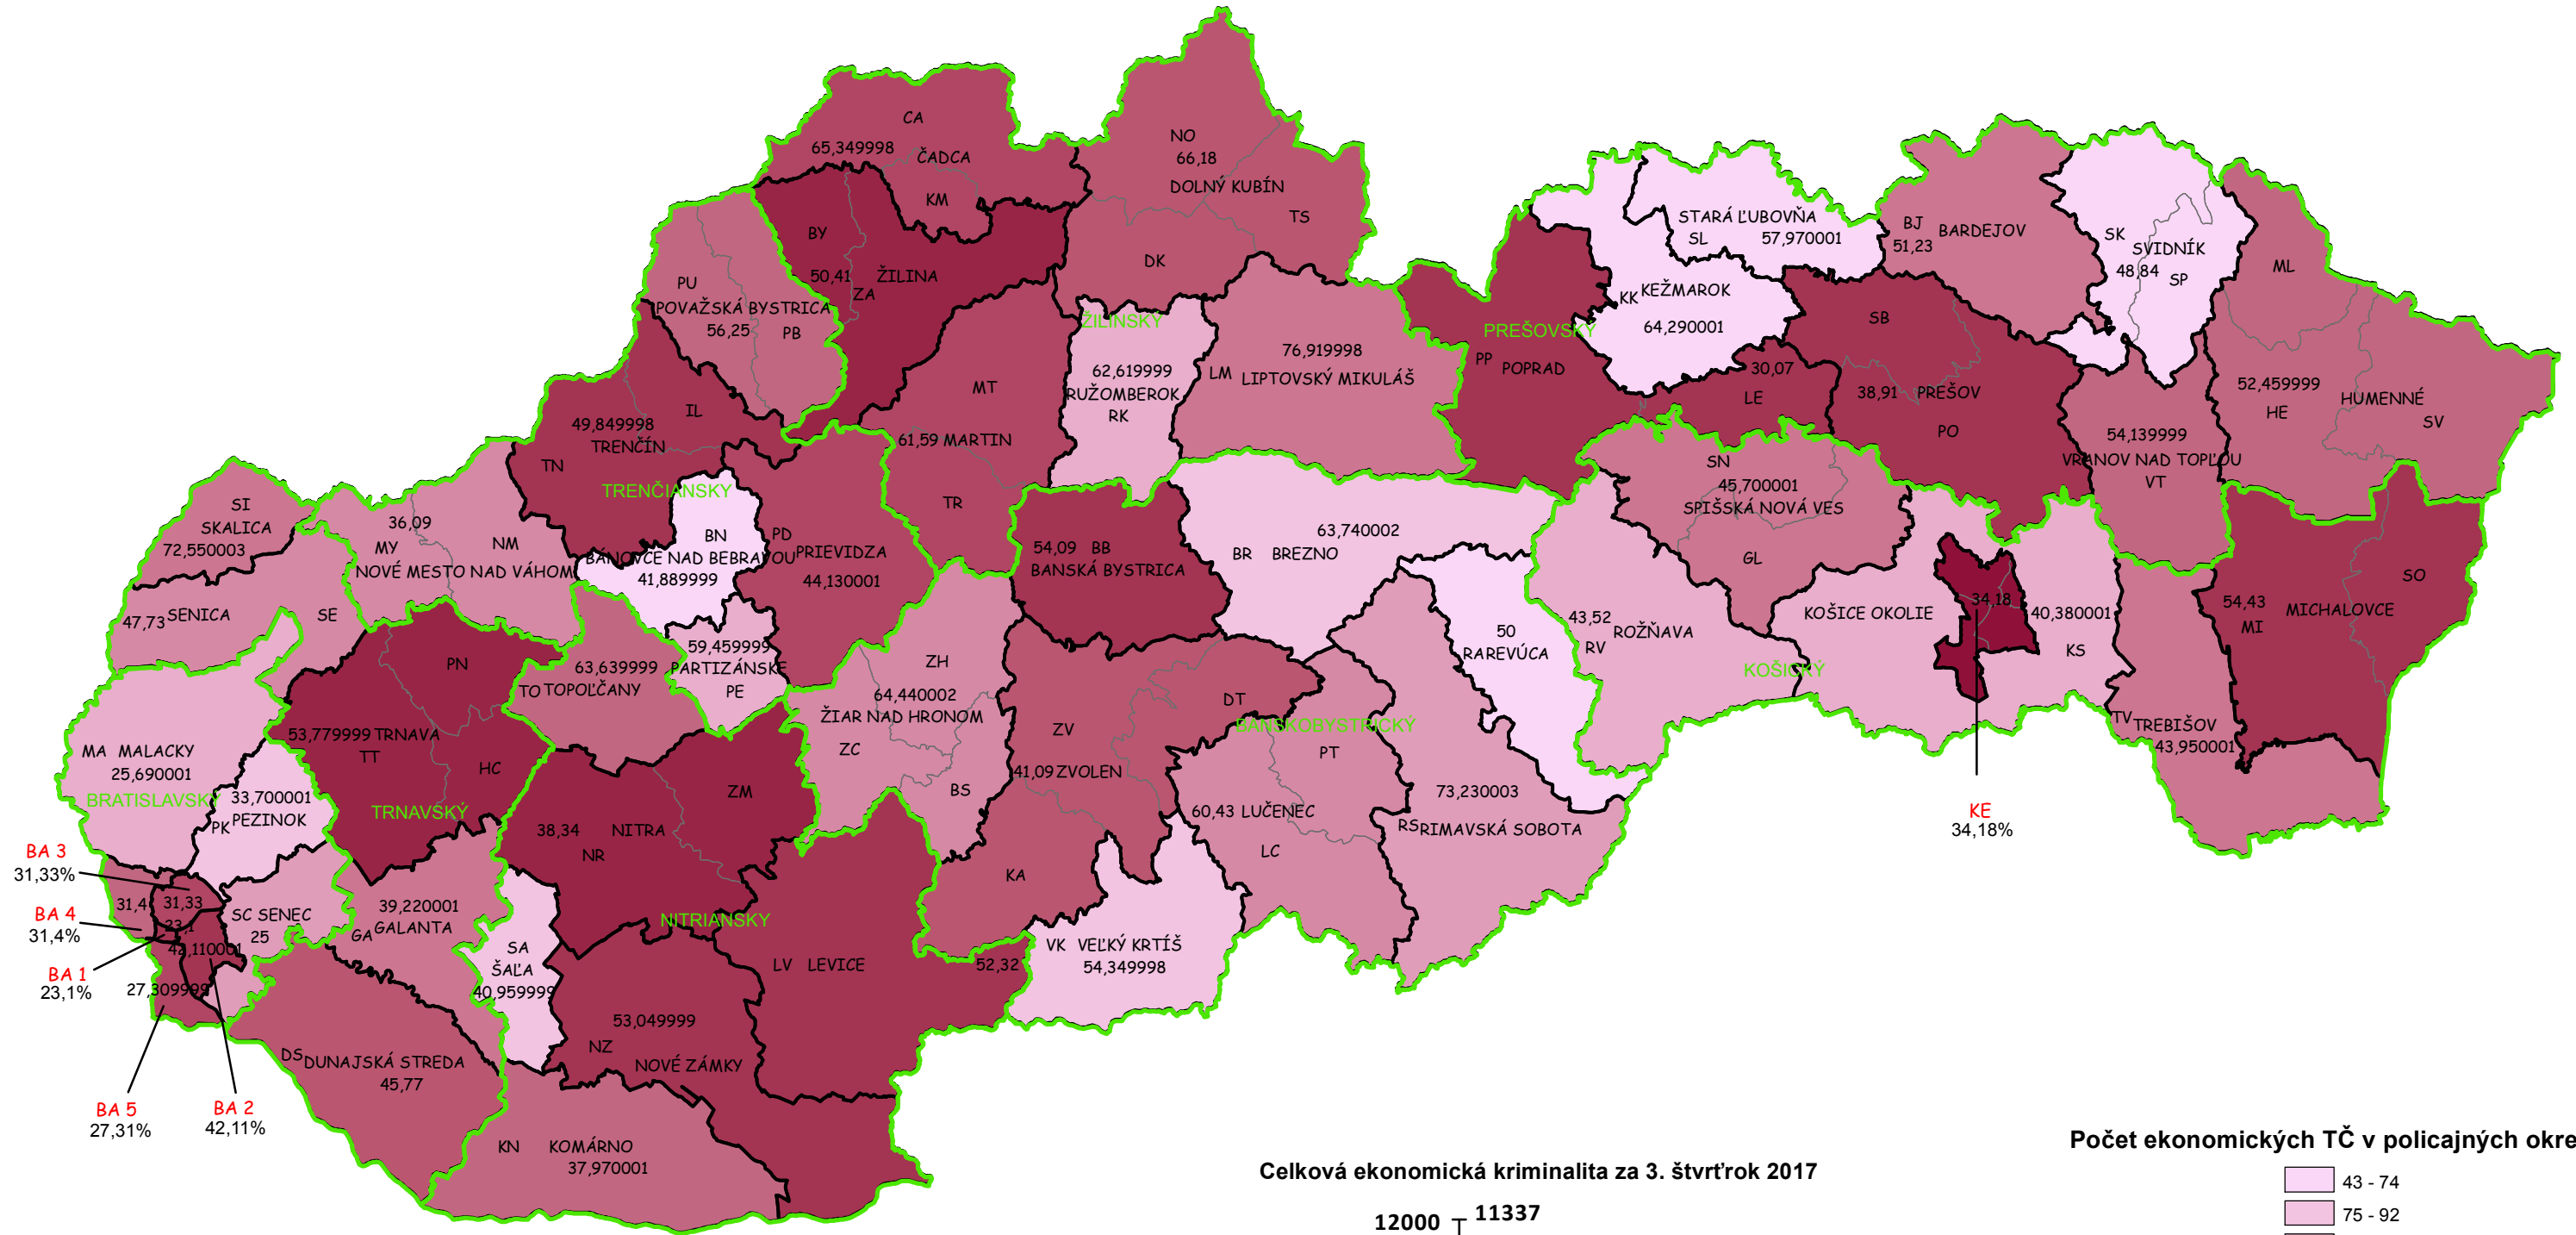 CA
65,349998
ČADCA
KM
NO
66,18
DOLNÝ KUBÍN
TS
DK
BY
50,41
ŽILINA
ZA
PU
POVAŽSKÁ BYSTRICA
56,25
PB
ŽILINSKÝ
MT
61,59 MARTIN
TR
62,619999
RUŽOMBEROK
RK
76,919998
LM LIPTOVSKÝ MIKULÁŠ
STARÁ ĽUBOVŇA
SL 57,970001
KK KEŽMAROK
64,290001
PREŠOVSKÝ
PP POPRAD
30,07
LE
SB
38,91 PREŠOV
PO
BJ BARDEJOV
51,23
SK
SVIDNÍK
48,84
SP
ML
52,459999
HUMENNÉ
HE
SV
54,139999
VRANOV NAD TOPĽOU
VT
IL
49,849998
TRENČÍN
TN
TRENČIANSKY
BN
BÁNOVCE NAD BEBRAVOU
41,889999
PD
PRIEVIDZA
44,130001
SI
SKALICA
72,550003
36,09
MY
NM
NOVÉ MESTO NAD VÁHOM
47,73 SENICA
SE
59,459999
PARTIZÁNSKE
PE
63,639999
TO TOPOĽČANY
PN
53,779999 TRNAVA
TT
HC
TRNAVSKÝ
MA MALACKY
25,690001
BRATISLAVSKÝ
33,700001
PK PEZINOK
SC SENEC
25
31,4
31,33
23,1
42,110001
27,309999
BA 3
31,33%
BA 4
31,4%
BA 1
23,1%
BA 5
27,31%
BA 2
42,11%
39,220001
GA GALANTA
DS DUNAJSKÁ STREDA
45,77
SA
ŠAĽA
40,959999
38,34 NITRA
NR
ZM
NITRIANSKY
LV LEVICE
52,32
53,049999
NZ
NOVÉ ZÁMKY
KN KOMÁRNO
37,970001
54,09 BB
BANSKÁ BYSTRICA
63,740002
BR BREZNO
ZH
64,440002
ŽIAR NAD HRONOM
ZC
BS
DT
ZV
41,09 ZVOLEN
KA
BANSKOBYSTRICKÝ
PT
60,43 LUČENEC
LC
VK VEĽKÝ KRTÍŠ
54,349998
50
RAREVÚCA
73,230003
RS RIMAVSKÁ SOBOTA
SN
45,700001
SPIŠSKÁ NOVÁ VES
GL
43,52
ROŽŇAVA
RV
KOŠICKÝ
KOŠICE OKOLIE
34,18
40,380001
KS
KE
34,18%
TV TREBIŠOV
43,950001
54,43 MICHALOVCE
MI
SO
Celková ekonomická kriminalita za 3. štvrťrok 2017
12000 11337
Počet ekonomických TČ v policajných okre
43 - 74
75 - 92